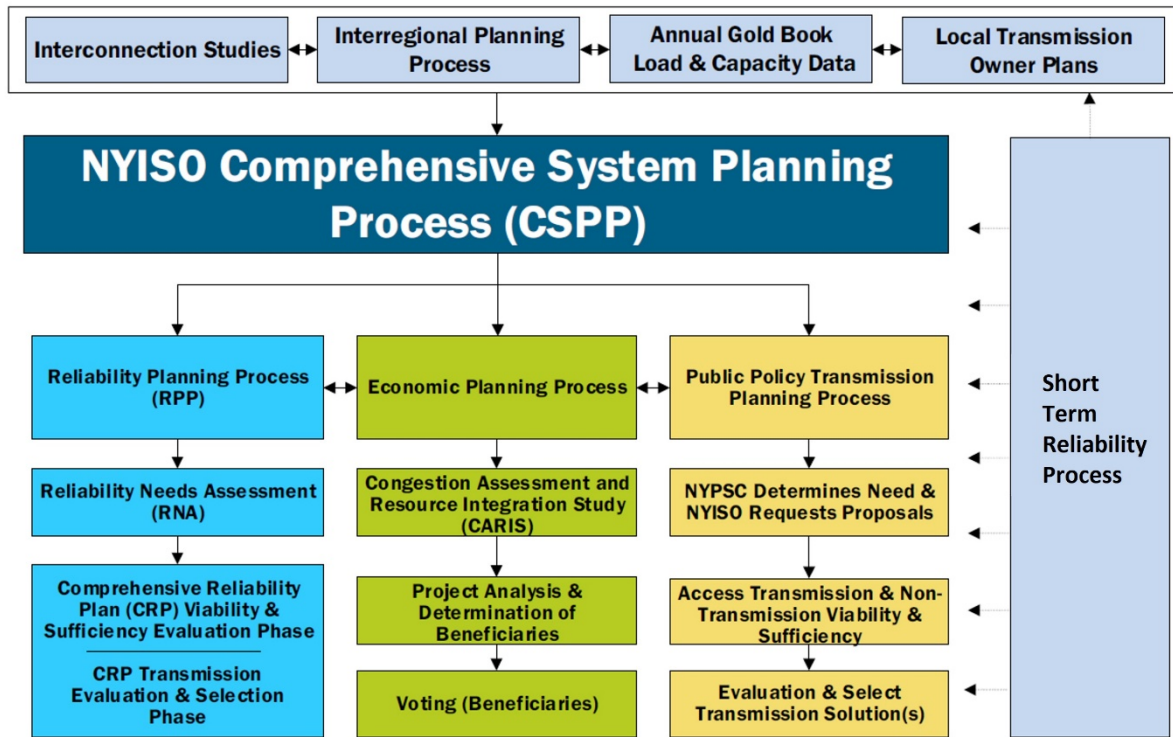 Interconnection Studies
Interregional Planning
Process
Annual Gold Book
Load & Capacity Data
Local Transmission
Owner Plans
NYISO Comprehensive System Planning
Process (CSPP)
Reliability Planning Process
(RPP)
Economic Planning Process
Public Policy Transmission
Planning Process
Short
Term
Reliability
Process
Reliability Needs Assessment
(RNA)
Congestion Assessment and
Resource Integration Study
(CARIS)
NYPSC Determines Need &
NYISO Requests Proposals
Comprehensive Reliability
Plan (CRP) Viability &
Sufficiency Evaluation Phase
CRP Transmission
Evaluation & Selection
Phase
Project Analysis &
Determination of
Beneficiaries
Access Transmission & Non-
Transmission Viability &
Sufficiency
Voting (Beneficiaries)
Evaluation & Select
Transmission Solution(s)